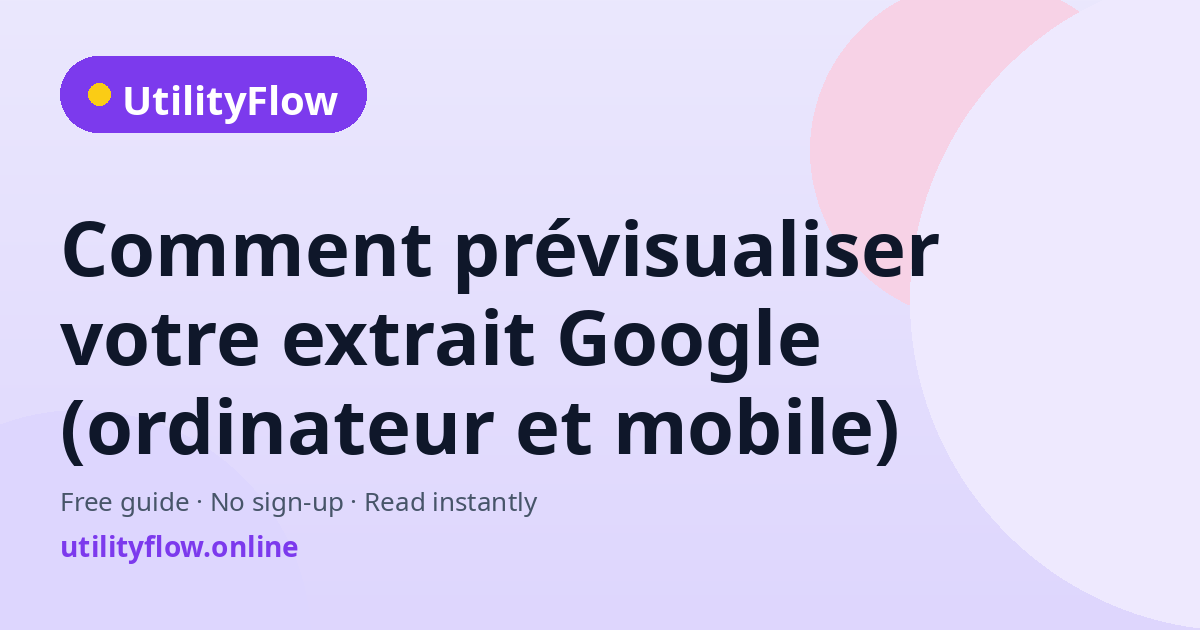 UtilityFlow
Comment prévisualiser
votre extrait Google
(ordinateur et mobile)
Free guide · No sign-up · Read instantly
utilityflow.online